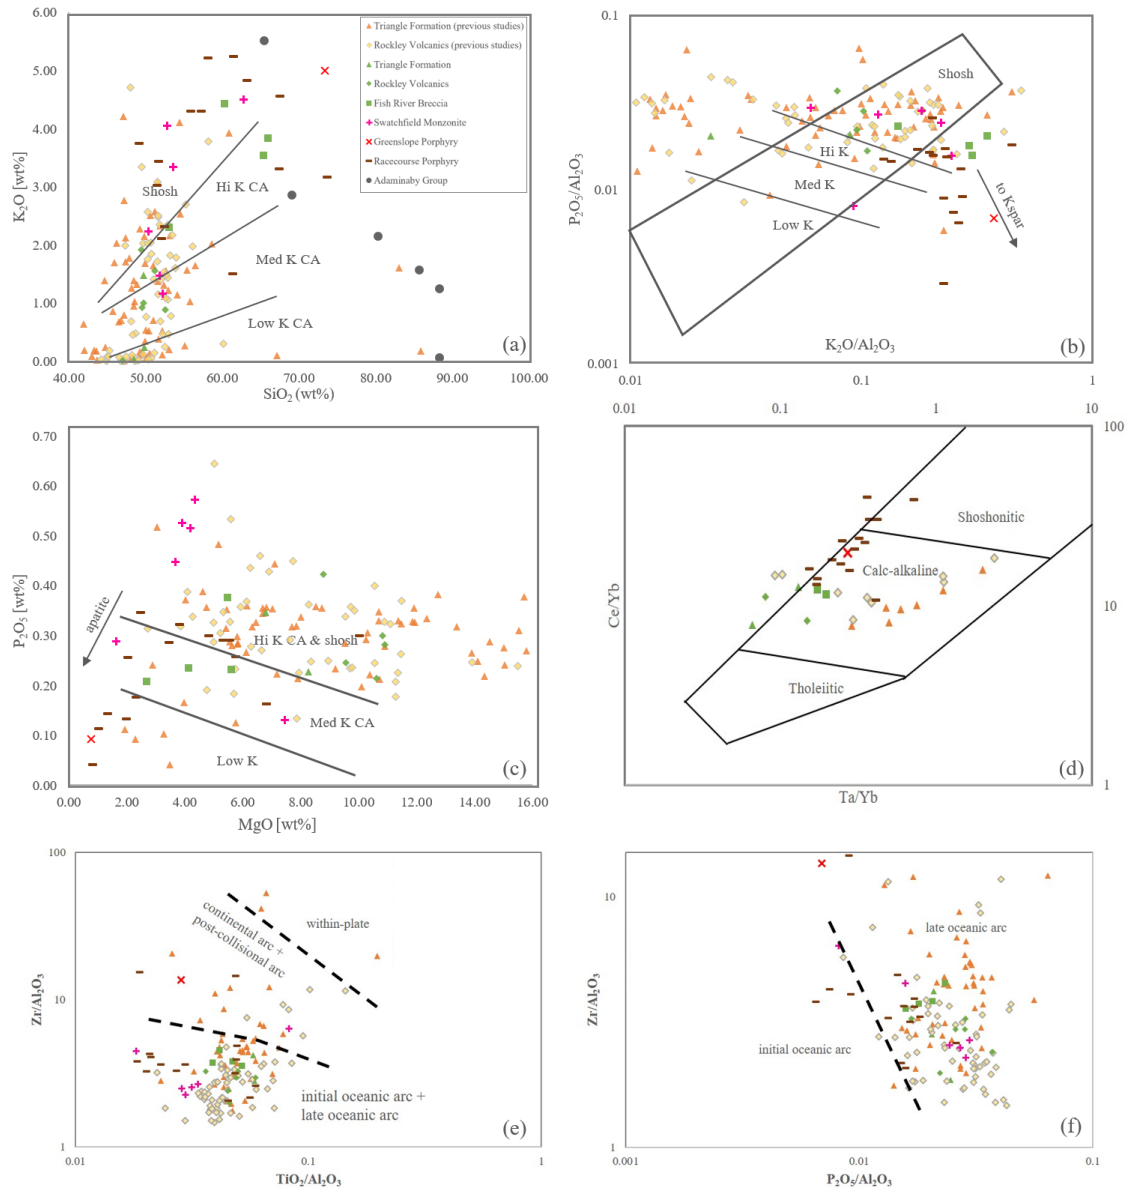 6.00
5.00
4.00
3.00
2.00
1.00
0.00
K₂O [wt%]
40.00 50.00 60.00 70.00 80.00 90.00 100.00
SiO₂ (wt%)
Triangle Formation (previous studies)
Rockley Volcanics (previous studies)
Triangle Formation
Rockley Volcanics
Fish River Breccia
Swatchfield Monzonite
Greenslope Porphyry
Racecourse Porphyry
Adaminaby Group
Shosh
Hi K CA
Med K CA
Low K CA
(a)
0.1
0.01
0.001
P₂O₅/Al₂O₃
Shosh
Hi K
Med K
Low K
to Kspar
K₂O/Al₂O₃
(b)
0.01 0.1 1
0.70
0.60
0.50
0.40
0.30
0.20
0.10
0.00
P₂O₅ [wt%]
apatite
Hi K CA & shosh
Med K CA
Low K
(c)
0.00 2.00 4.00 6.00 8.00 10.00 12.00 14.00 16.00
MgO [wt%]
0.01 0.1 1 10
100
10
1
Ce/Yb
Shoshonitic
Calc-alkaline
Tholeiitic
(d)
Ta/Yb
100
10
1
Zr/Al₂O₃
continental arc +
post-collisional arc
within-plate
initial oceanic arc +
late oceanic arc
(e)
0.01 0.1 1
TiO₂/Al₂O₃
10
1
Zr/Al₂O₃
late oceanic arc
initial oceanic arc
(f)
0.001 0.01 0.1
P₂O₅/Al₂O₃